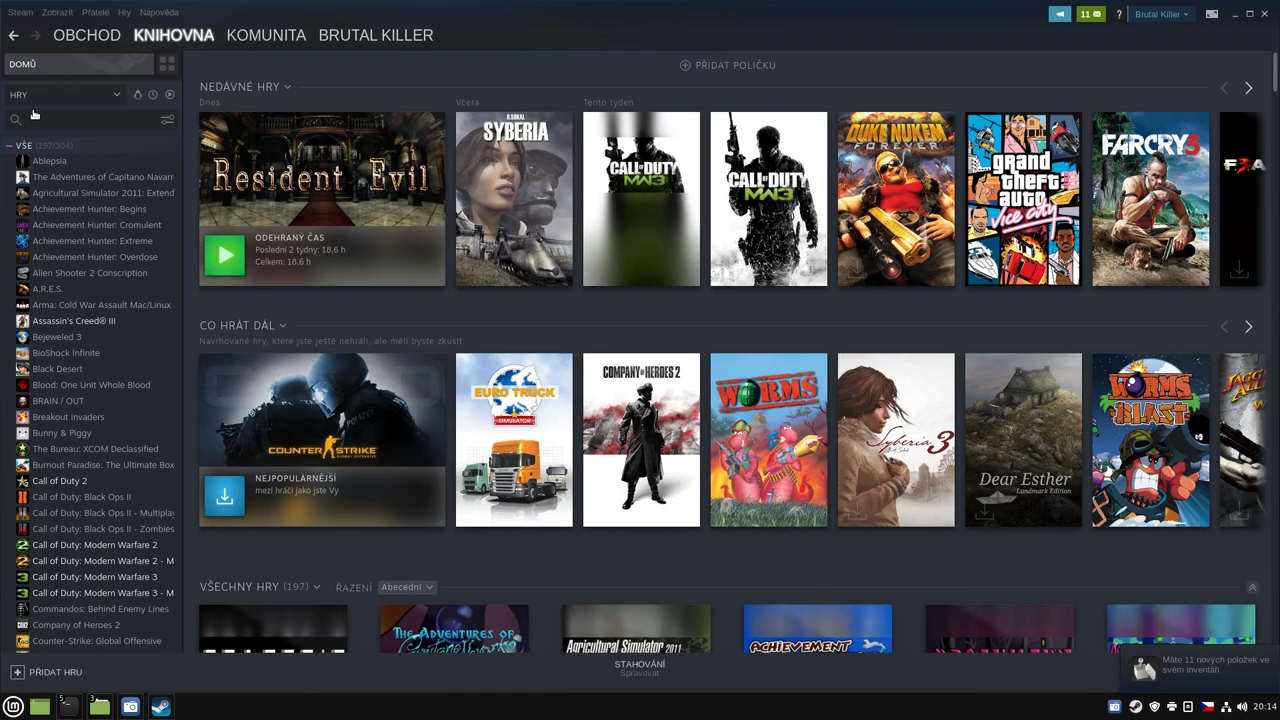 Steam Zobrazit Přátelé Hry Nápověda
11
? Brutal Killer
OBCHOD KNIHOVNA KOMUNITA BRUTAL KILLER
DOMŮ
HRY
VŠE (197/304)
Ablepsia
The Adventures of Capitano Navarr
Agricultural Simulator 2011: Extend
Achievement Hunter: Begins
Achievement Hunter: Cromulent
Achievement Hunter: Extreme
Achievement Hunter: Overdose
Alien Shooter 2 Conscription
A.R.E.S.
Arma: Cold War Assault Mac/Linux
Assassin's Creed® III
Bejeweled 3
BioShock Infinite
Black Desert
Blood: One Unit Whole Blood
BRAIN / OUT
Breakout Invaders
Bunny & Piggy
The Bureau: XCOM Declassified
Burnout Paradise: The Ultimate Box
Call of Duty 2
Call of Duty: Black Ops II
Call of Duty: Black Ops II - Multiplay
Call of Duty: Black Ops II - Zombies
Call of Duty: Modern Warfare 2
Call of Duty: Modern Warfare 2 - M
Call of Duty: Modern Warfare 3
Call of Duty: Modern Warfare 3 - M
Commandos: Behind Enemy Lines
Company of Heroes 2
Counter-Strike: Global Offensive
PŘIDAT HRU
PŘIDAT POLIČKU
NEDÁVNÉ HRY
Dnes Včera Tento týden
Resident Evil
ODEHRANÝ ČAS
Poslední 2 týdny: 18.6 h
Celkem: 18.6 h
B.SOKAL
SYBERIA
CALL OF DUTY
MW3
CALL OF DUTY
MW3
DUKE NUKEM
FOREVER
grand
theft
auto
vice city
FARCRY3
CO HRÁT DÁL
Navrhované hry, které jste ještě nehráli, ale měli byste zkusit
POLIZEI
COUNTER STRIKE
GLOBAL OFFENSIVE
NEJPOPULÁRNĚJŠÍ
mezi hráči jako jste Vy
EURO TRUCK
SIMULATOR
COMPANY OF HEROES 2
WORMS
Syberia 3
Dear Esther
Landmark Edition
WORMS
BLAST
VŠECHNY HRY (197) ŘAZENÍ Abecední
THE ADVENTURES OF
Agricultural Simulator 2011
ACHIEVEMENT
STAHOVÁNÍ
Spravovat
Máte 11 nových položek ve
svém inventáři
20:14